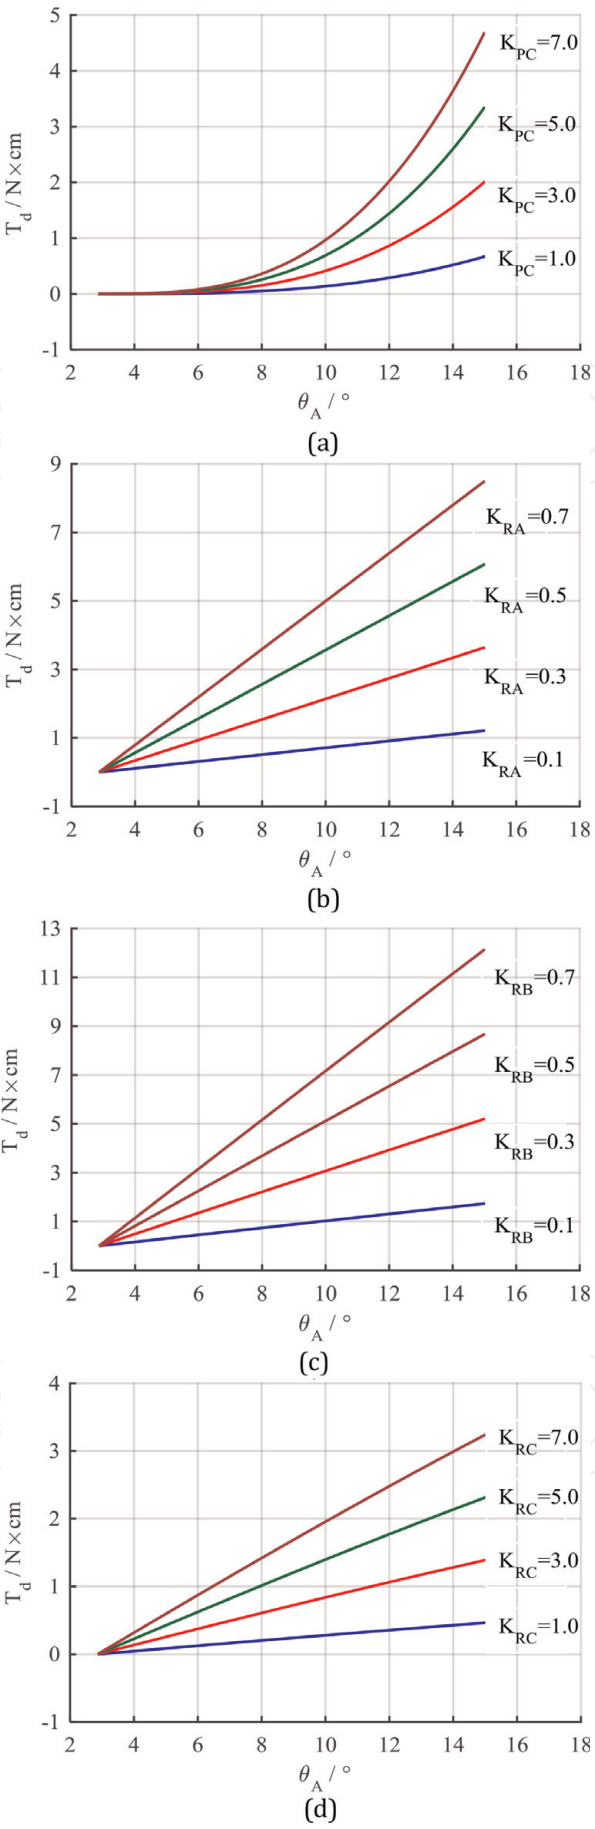 5
4
3
2
1
0
-1
T_d / N×cm
K_PC=7.0
K_PC=5.0
K_PC=3.0
K_PC=1.0
2 4 6 8 10 12 14 16 18
θ_A / °
(a)
9
7
5
3
1
-1
T_d / N×cm
K_RA=0.7
K_RA=0.5
K_RA=0.3
K_RA=0.1
2 4 6 8 10 12 14 16 18
θ_A / °
(b)
13
11
9
7
5
3
1
-1
T_d / N×cm
K_RB=0.7
K_RB=0.5
K_RB=0.3
K_RB=0.1
2 4 6 8 10 12 14 16 18
θ_A / °
(c)
4
3
2
1
0
-1
T_d / N×cm
K_RC=7.0
K_RC=5.0
K_RC=3.0
K_RC=1.0
2 4 6 8 10 12 14 16 18
θ_A / °
(d)